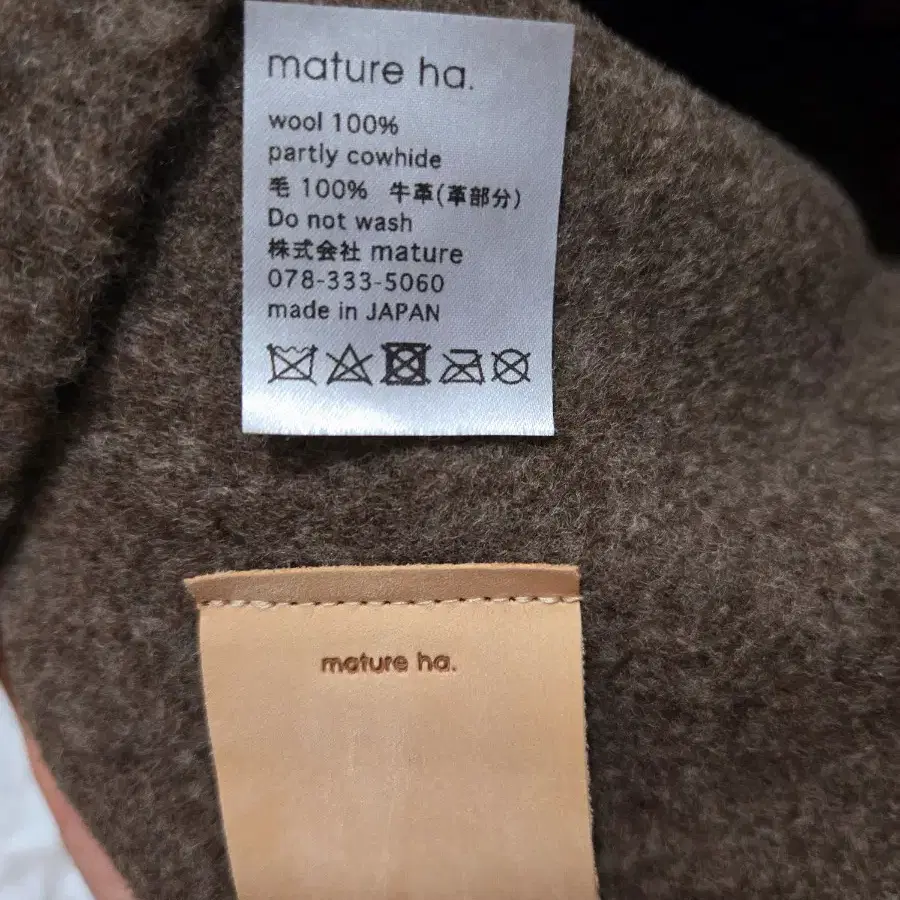 mature ha.
wool 100%
partly cowhide
毛 100% 牛革(革部分)
Do not wash
株式会社 mature
078-333-5060
made in JAPAN
mature ha.